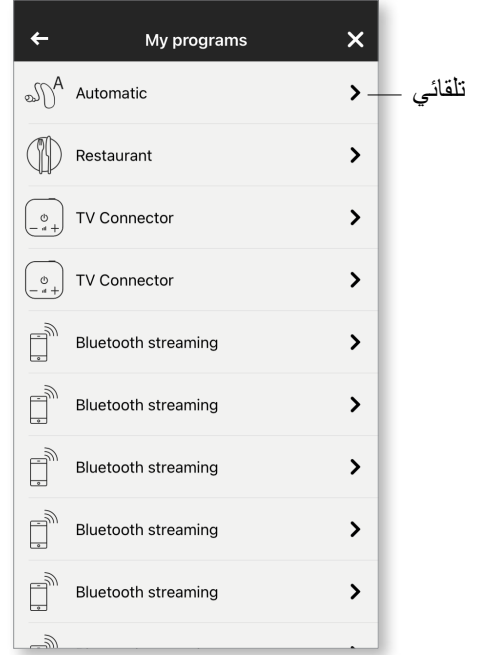 My programs
A
Automatic
تلقائي
Restaurant
TV Connector
TV Connector
Bluetooth streaming
Bluetooth streaming
Bluetooth streaming
Bluetooth streaming
Bluetooth streaming